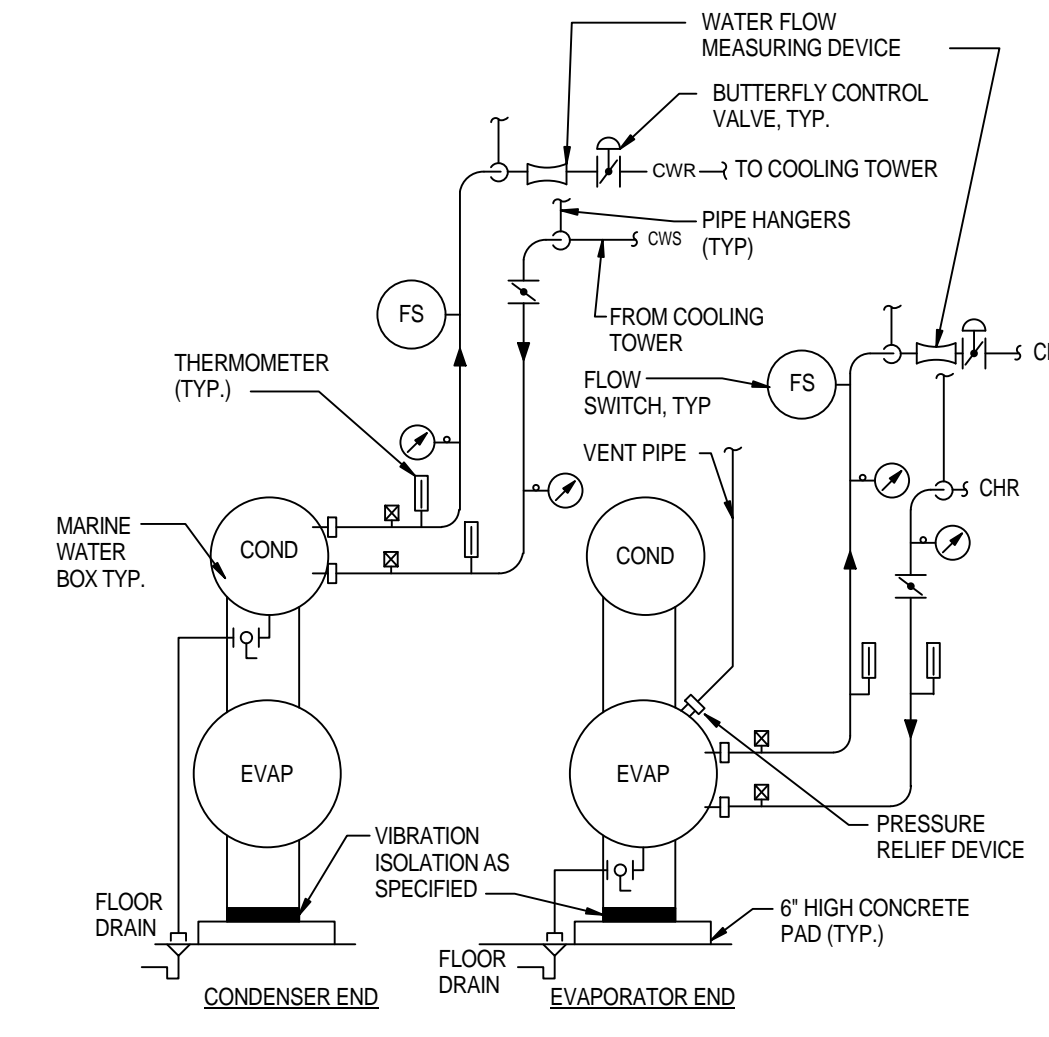 WATER FLOW
MEASURING DEVICE
BUTTERFLY CONTROL
VALVE, TYP.
CWR
TO COOLING TOWER
PIPE HANGERS
(TYP)
CWS
FROM COOLING
TOWER
FS
THERMOMETER
(TYP.)
FLOW
SWITCH, TYP
FS
VENT PIPE
CHR
MARINE
WATER
BOX TYP.
COND
COND
EVAP
EVAP
VIBRATION
ISOLATION AS
SPECIFIED
PRESSURE
RELIEF DEVICE
FLOOR
DRAIN
6" HIGH CONCRETE
PAD (TYP.)
FLOOR
DRAIN
CONDENSER END
EVAPORATOR END